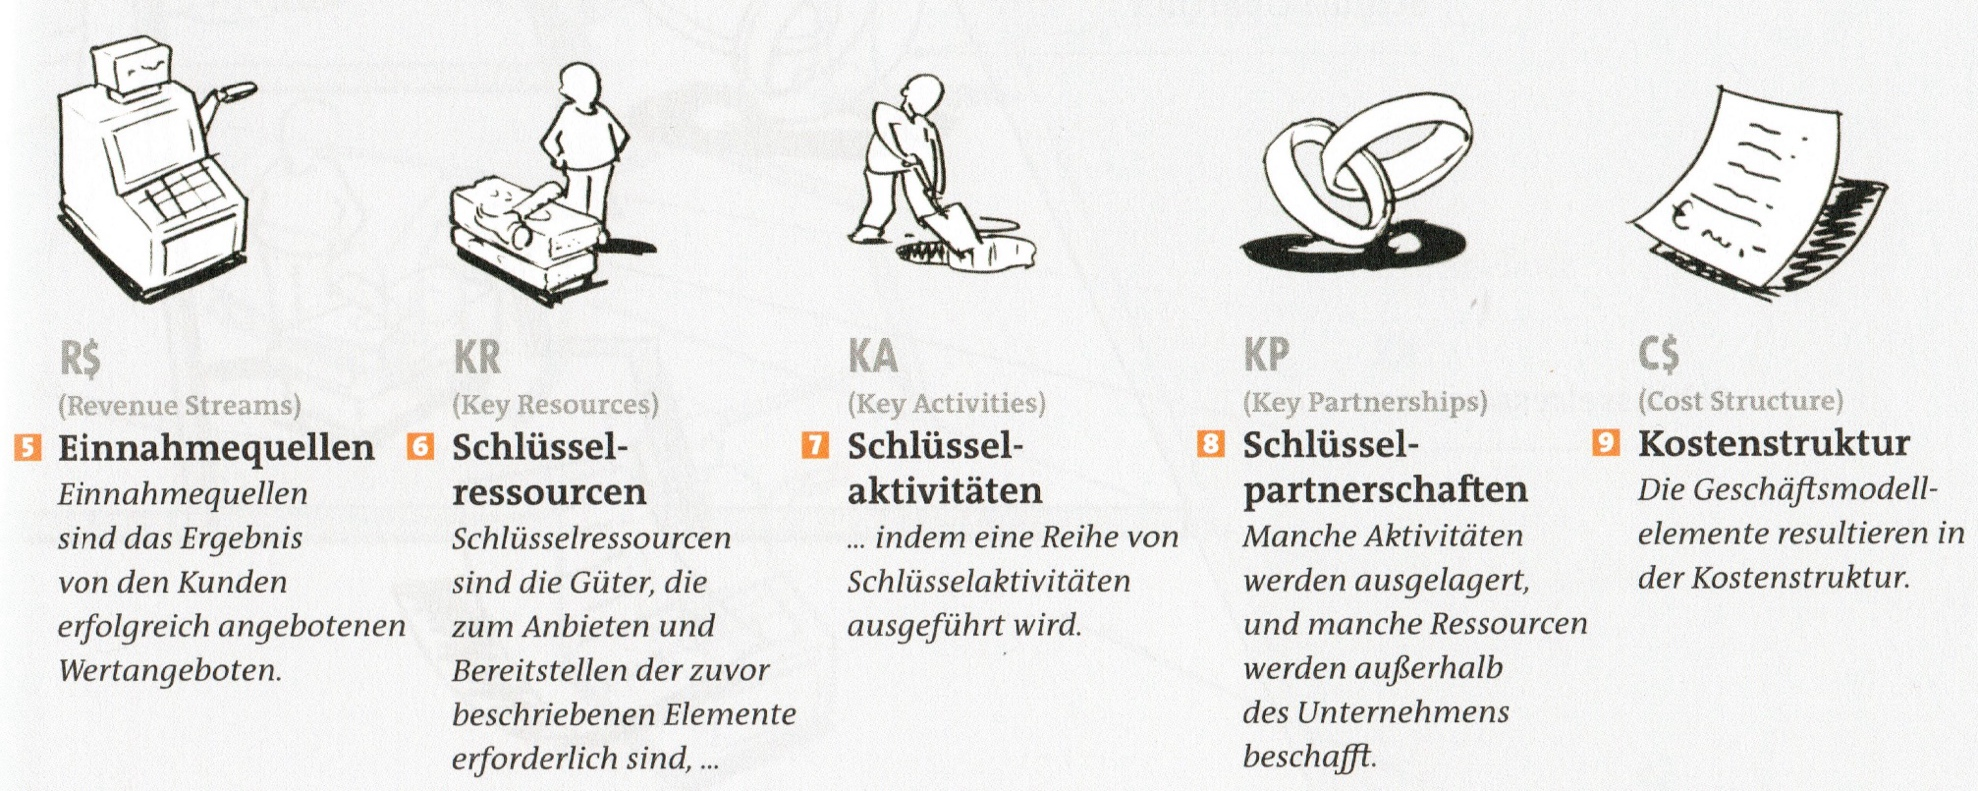 R$
(Revenue Streams)
5 Einnahmequellen
Einnahmequellen
sind das Ergebnis
von den Kunden
erfolgreich angebotenen
Wertangeboten.
KR
(Key Resources)
6 Schlüssel-
ressourcen
Schlüsselressourcen
sind die Güter, die
zum Anbieten und
Bereitstellen der zuvor
beschriebenen Elemente
erforderlich sind, ...
KA
(Key Activities)
7 Schlüssel-
aktivitäten
... indem eine Reihe von
Schlüsselaktivitäten
ausgeführt wird.
KP
(Key Partnerships)
8 Schlüssel-
partnerschaften
Manche Aktivitäten
werden ausgelagert,
und manche Ressourcen
werden außerhalb
des Unternehmens
beschafft.
€
C$
(Cost Structure)
9 Kostenstruktur
Die Geschäftsmodell-
elemente resultieren in
der Kostenstruktur.